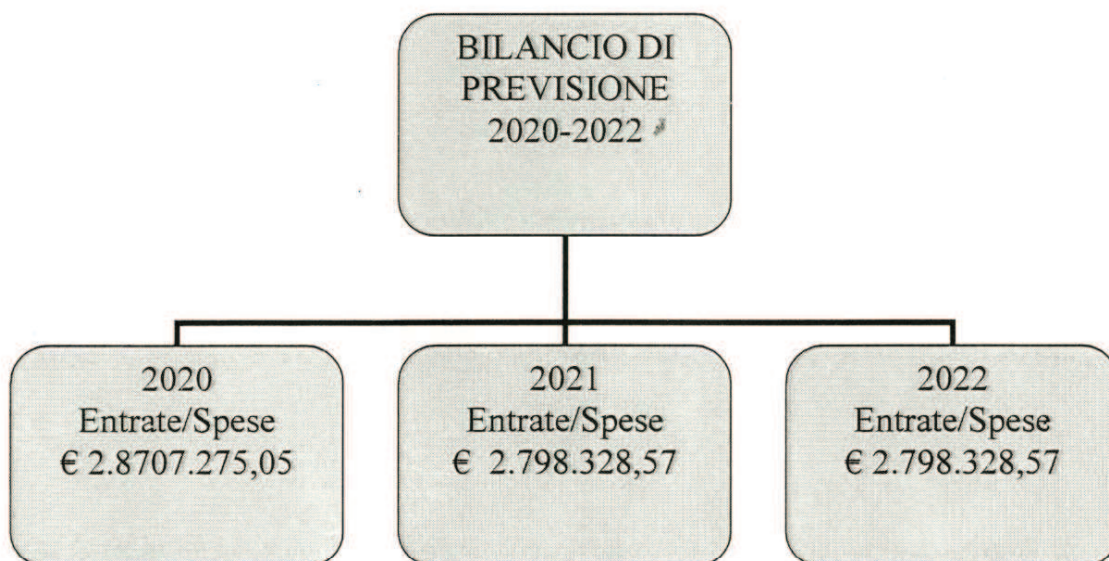 BILANCIO DI
PREVISIONE
2020-2022
2020
Entrate/Spese
€ 2.8707.275,05
2021
Entrate/Spese
€ 2.798.328,57
2022
Entrate/Spese
€ 2.798.328,57